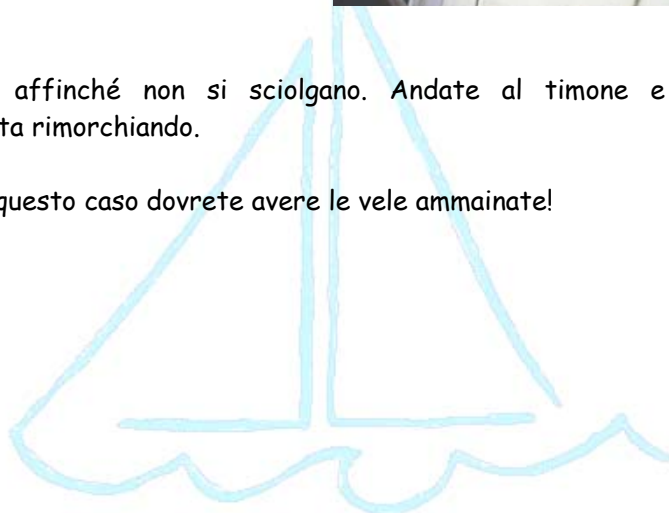 affinché non si sciolgano. Andate al timone e
ta rimorchiando.
questo caso dovrete avere le vele ammainate!